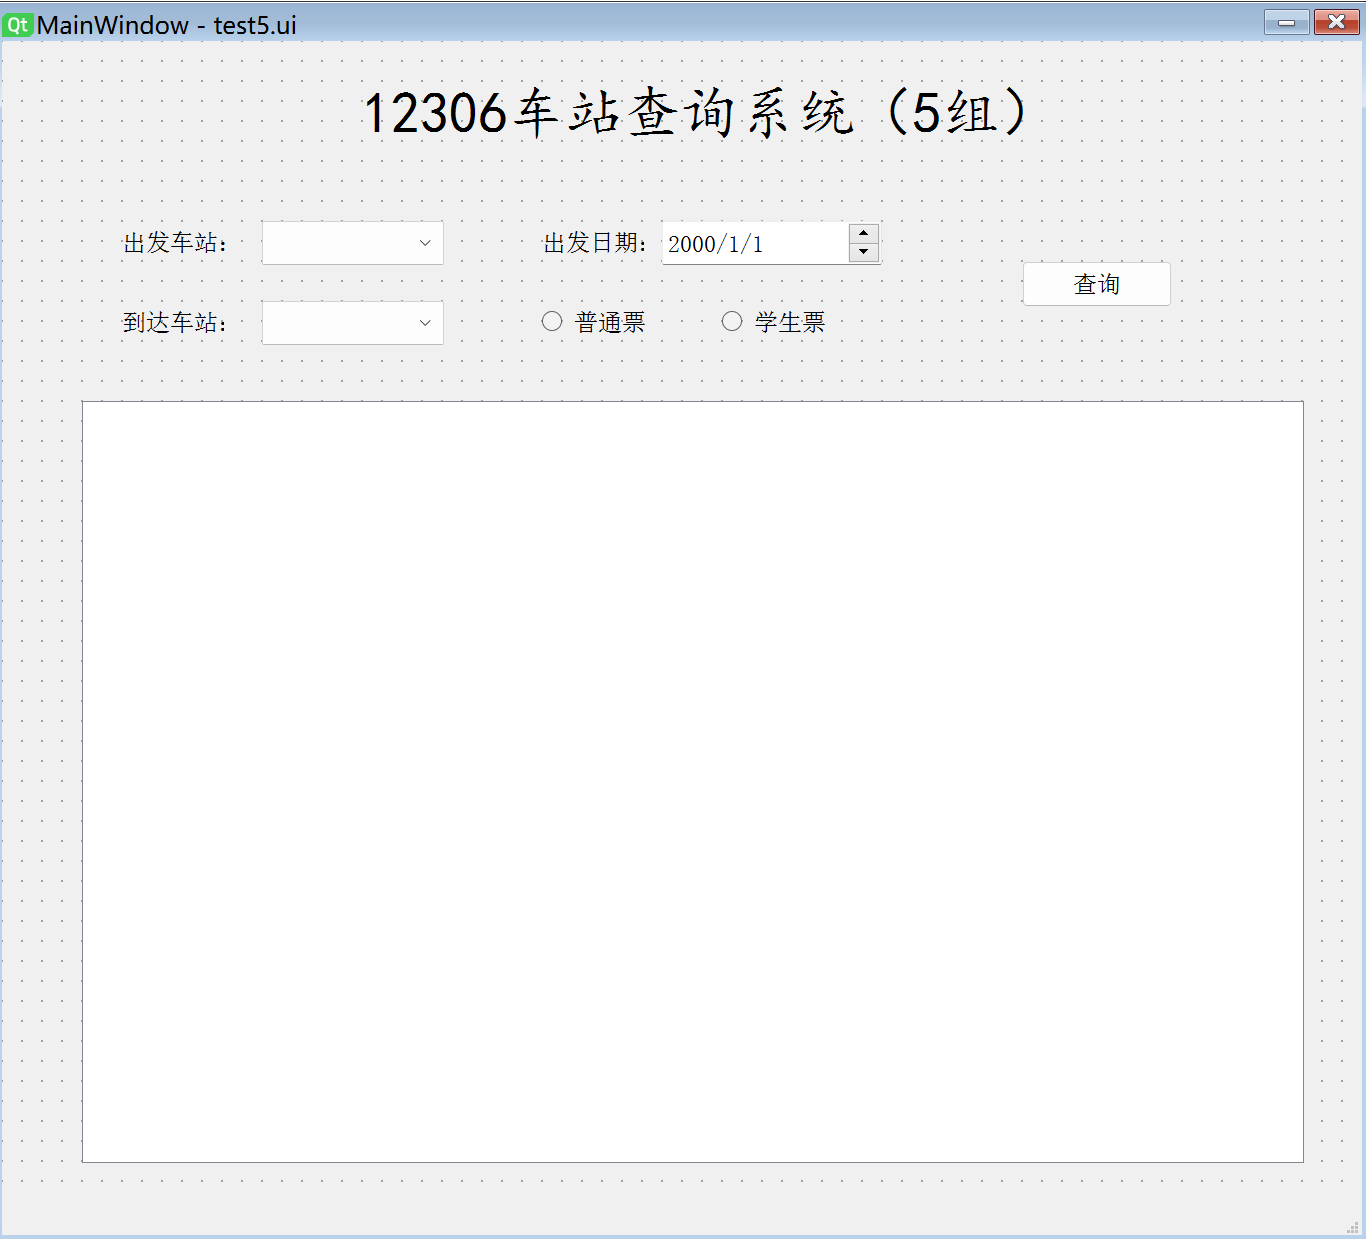 Qt MainWindow - test5.ui
12306车站查询系统（5组）
出发车站：
出发日期： 2000/1/1
查询
到达车站：
普通票 学生票